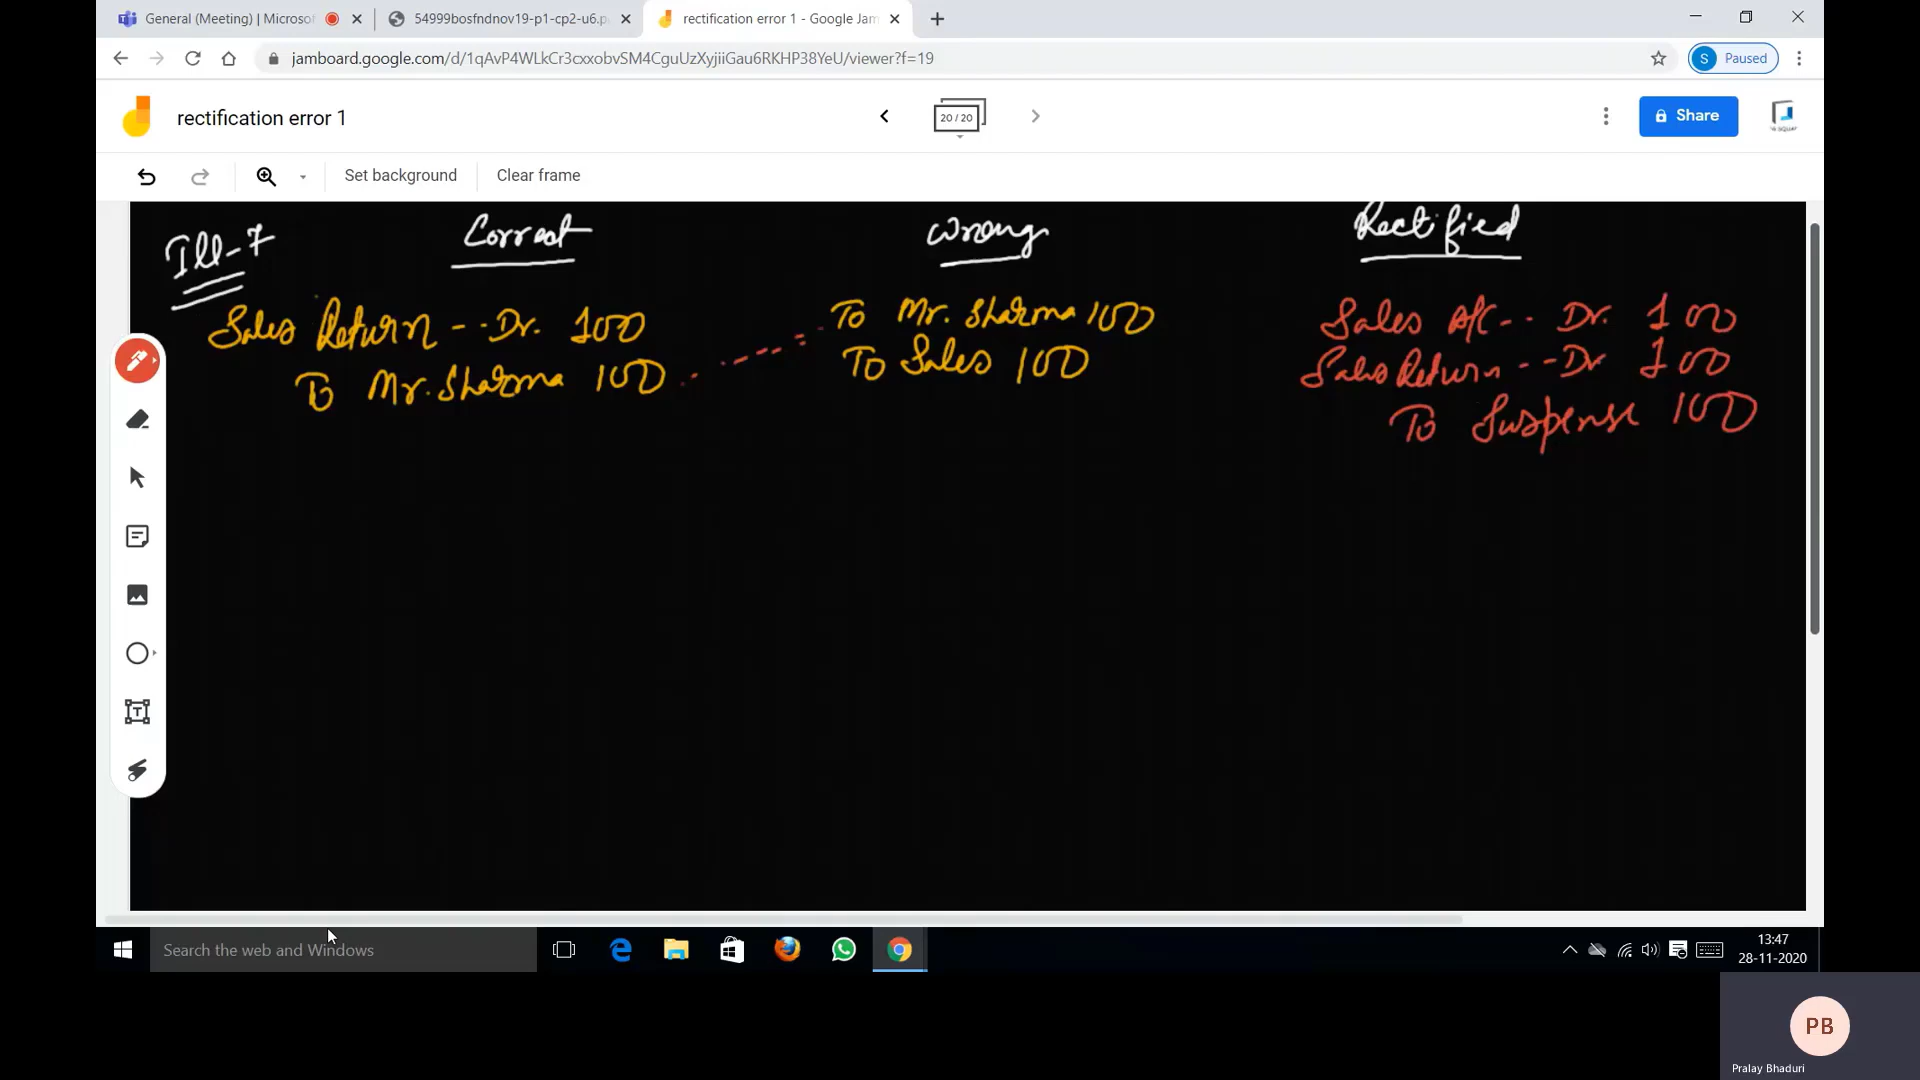 General (Meeting) | Microsof
54999bosfndnov19-p1-cp2-u6.p
rectification error 1 - Google Jam
jamboard.google.com/d/1qAvP4WLkCr3cxxobvSM4CguUzXyjiiGau6RKHP38YeU/viewer?f=19
S Paused
rectification error 1
20 / 20
Share
Set background
Clear frame
Ill-7 Correct Wrong Rectified
Sales Return --Dr. 100
To Mr. Sharma 100
To Mr. Sharma 100
To Sales 100
Sales A/c-- Dr. 100
Sales Return --Dr 100
To Suspense 100
Search the web and Windows
13:47
28-11-2020
PB
Pralay Bhaduri